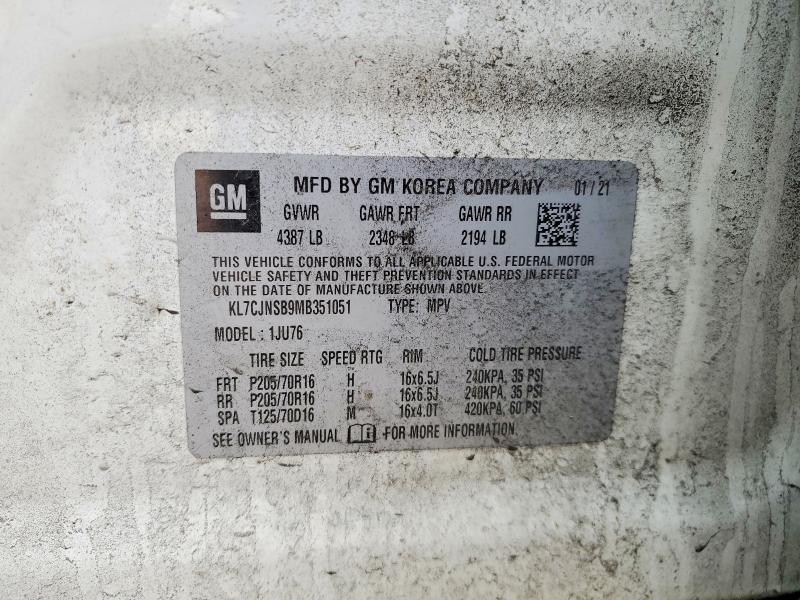 GM
MFD BY GM KOREA COMPANY 01/21
GVWR GAWR FRT GAWR RR
4387 LB 2348 LB 2194 LB
THIS VEHICLE CONFORMS TO ALL APPLICABLE U.S. FEDERAL MOTOR
VEHICLE SAFETY AND THEFT PREVENTION STANDARDS IN EFFECT
ON THE DATE OF MANUFACTURE SHOWN ABOVE.
KL7CJNSB9MB351051 TYPE: MPV
MODEL : 1JU76
TIRE SIZE SPEED RTG RIM COLD TIRE PRESSURE
FRT P205/70R16 H 16x6.5J 240KPA, 35 PSI
RR P205/70R16 H 16x6.5J 240KPA, 35 PSI
SPA T125/70D16 M 16x4.0T 420KPA, 60 PSI
SEE OWNER'S MANUAL i FOR MORE INFORMATION.